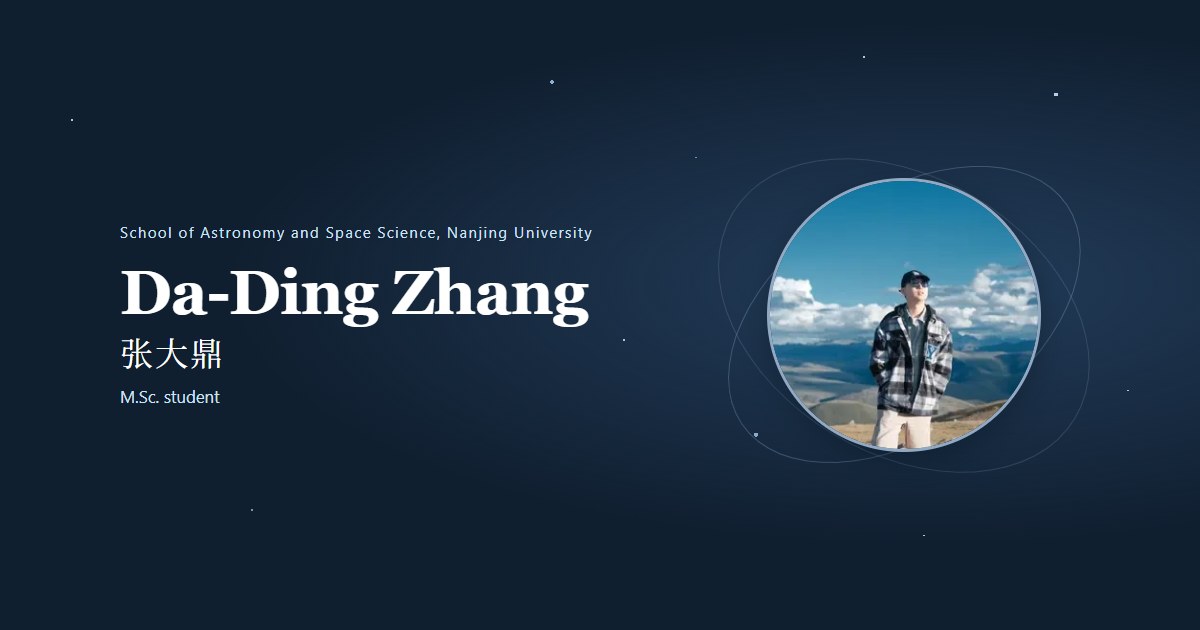 School of Astronomy and Space Science, Nanjing University
Da-Ding Zhang
张大鼎
M.Sc. student